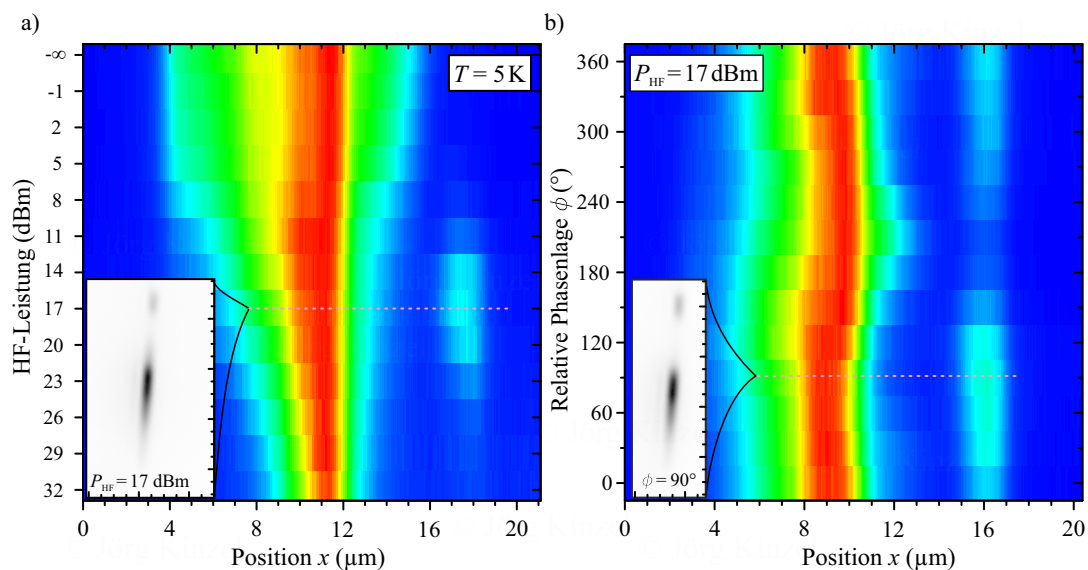 a)
T = 5 K
HF-Leistung (dBm)
-∞
-1
2
5
8
11
14
17
20
23
26
29
32
P_HF = 17 dBm
0 4 8 12 16 20
Position x (µm)
b)
P_HF = 17 dBm
Relative Phasenlage ϕ (°)
360
300
240
180
120
60
0
ϕ = 90°
0 4 8 12 16 20
Position x (µm)
© Jörg Kinzel